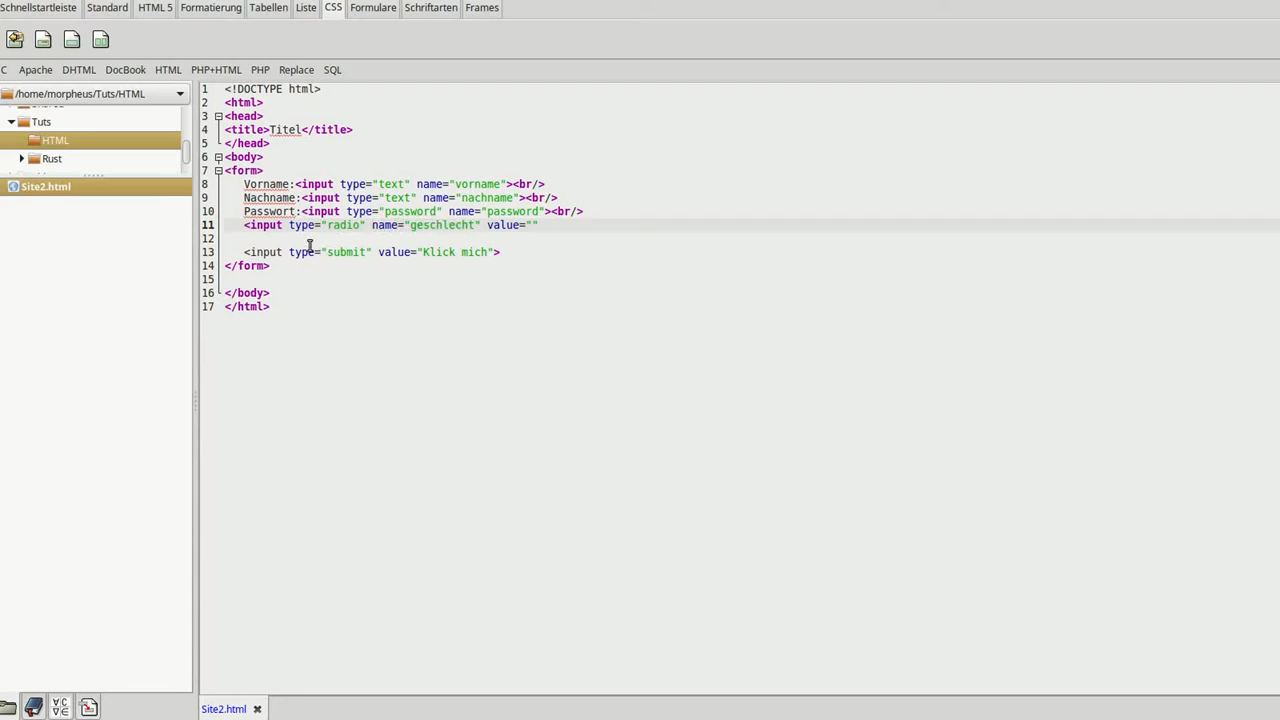 Schnellstartleiste Standard HTML 5 Formatierung Tabellen Liste CSS Formulare Schriftarten Frames
C Apache DHTML DocBook HTML PHP+HTML PHP Replace SQL
/home/morpheus/Tuts/HTML
Tuts
HTML
Rust
Site2.html
1 <!DOCTYPE html>
2 <html>
3 <head>
4 <title>Titel</title>
5 </head>
6 <body>
7 <form>
8 Vorname:<input type="text" name="vorname"><br/>
9 Nachname:<input type="text" name="nachname"><br/>
10 Passwort:<input type="password" name="password"><br/>
11 <input type="radio" name="geschlecht" value=""
12
13 <input type="submit" value="Klick mich">
14 </form>
15
16 </body>
17 </html>
Site2.html